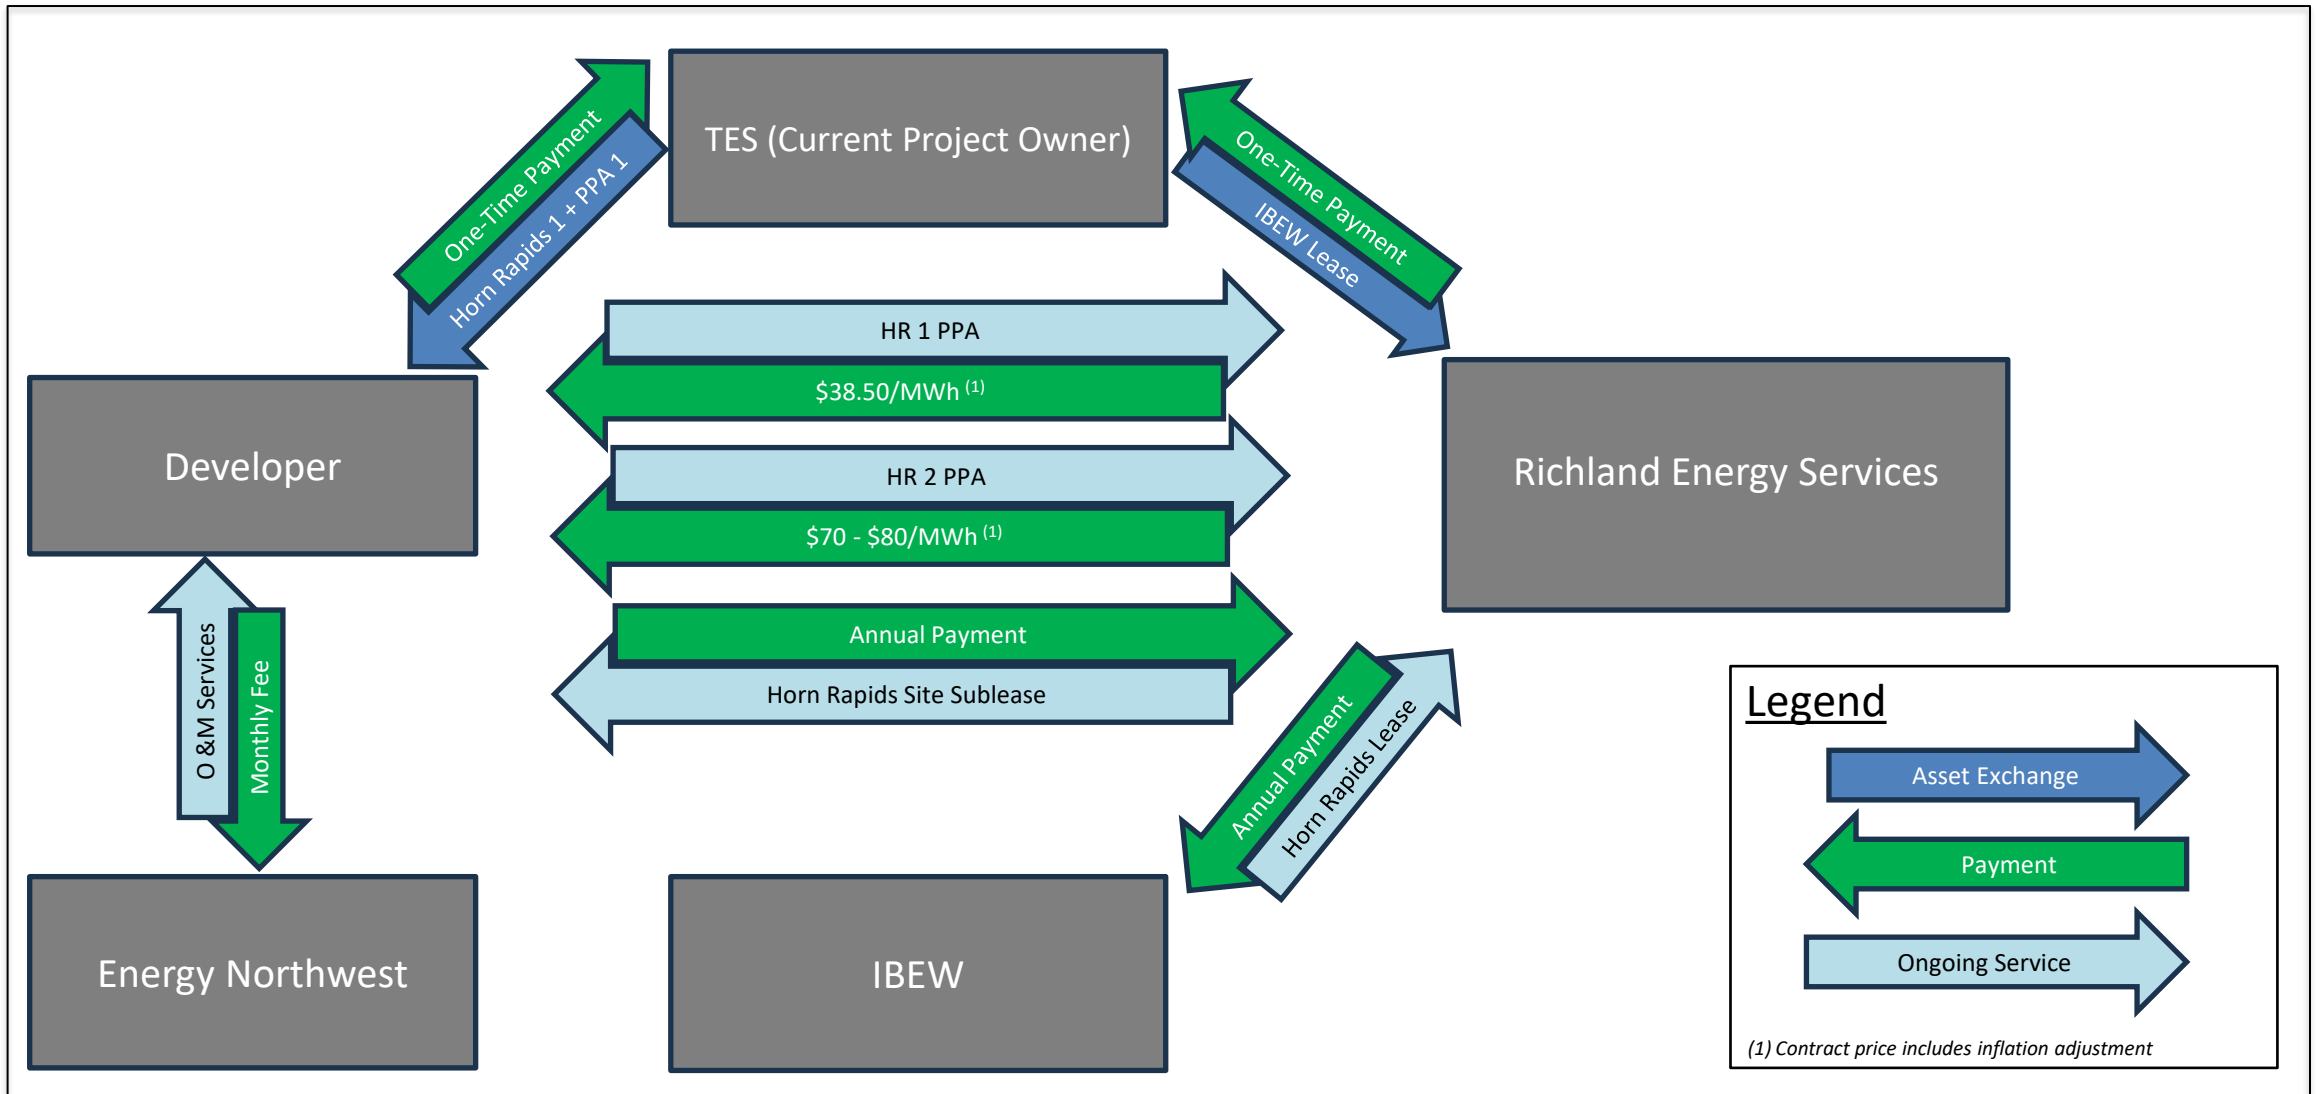 TES (Current Project Owner)
One-Time Payment
Horn Rapids 1 + PPA 1
One-Time Payment
IBEW Lease
HR 1 PPA
$38.50/MWh (1)
HR 2 PPA
$70 - $80/MWh (1)
Annual Payment
Horn Rapids Site Sublease
Developer
Richland Energy Services
O &M Services
Monthly Fee
Annual Payment
Horn Rapids Lease
Energy Northwest
IBEW
Legend
Asset Exchange
Payment
Ongoing Service
(1) Contract price includes inflation adjustment